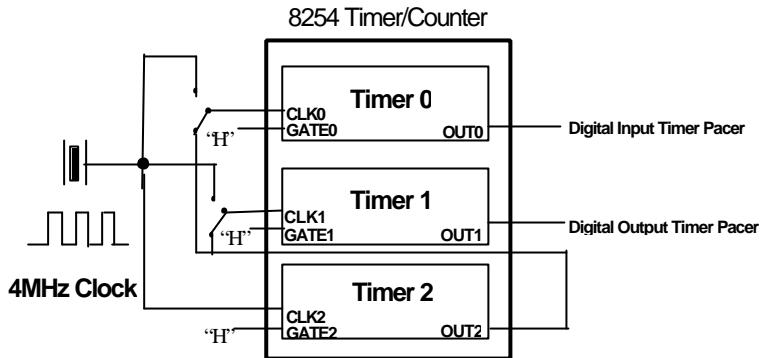 8254 Timer/Counter
Timer 0
CLK0
"H" GATE0
OUT0 Digital Input Timer Pacer
Timer 1
CLK1
"H" GATE1
OUT1 Digital Output Timer Pacer
4MHz Clock
Timer 2
CLK2
"H" GATE2
OUT2